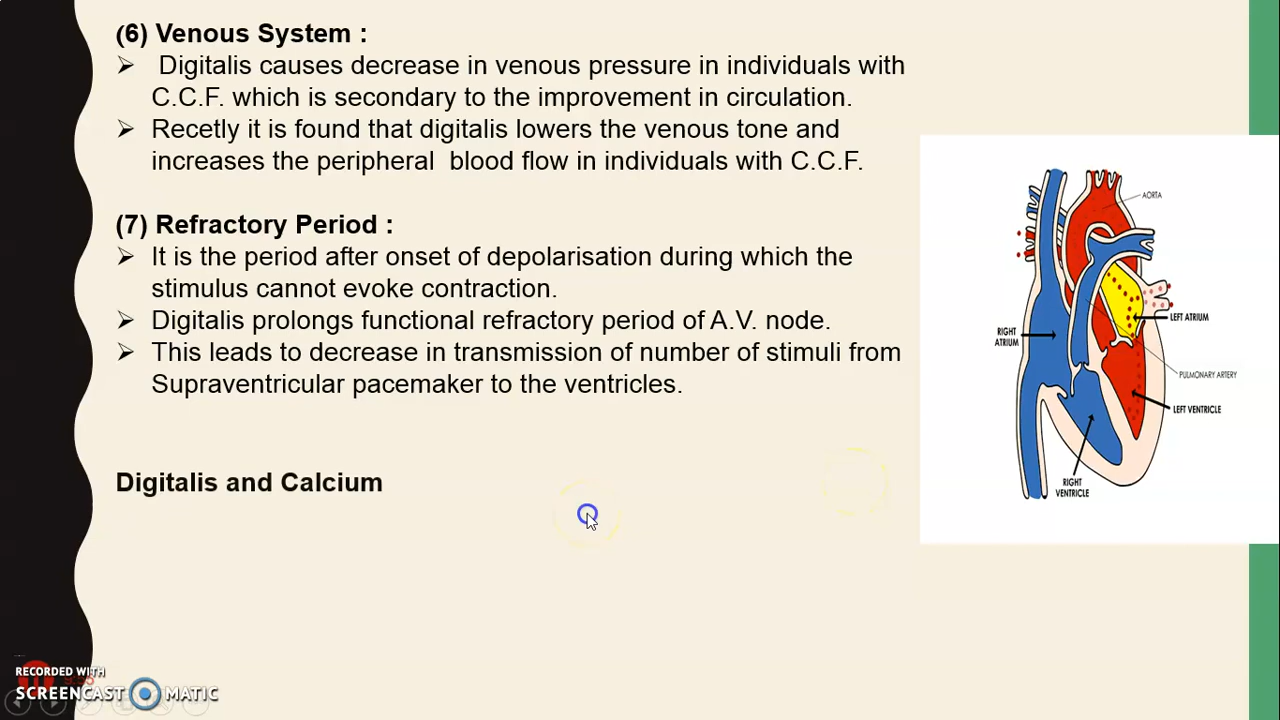 (6) Venous System :
➢ Digitalis causes decrease in venous pressure in individuals with
C.C.F. which is secondary to the improvement in circulation.
➢ Recetly it is found that digitalis lowers the venous tone and
increases the peripheral blood flow in individuals with C.C.F.
(7) Refractory Period :
➢ It is the period after onset of depolarisation during which the
stimulus cannot evoke contraction.
➢ Digitalis prolongs functional refractory period of A.V. node.
➢ This leads to decrease in transmission of number of stimuli from
Supraventricular pacemaker to the ventricles.
Digitalis and Calcium
AORTA
LEFT ATRIUM
RIGHT
ATRIUM
PULMONARY ARTERY
LEFT VENTRICLE
RIGHT
VENTRICLE
RECORDED WITH
SCREENCAST MATIC